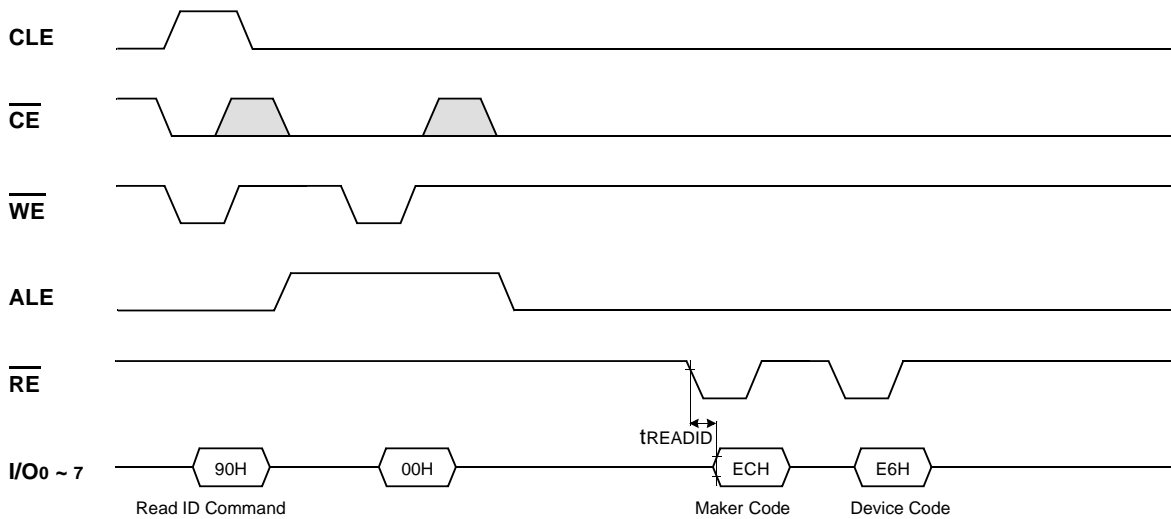 CLE
CE
WE
ALE
RE
tREADID
I/O0 ~ 7
90H
00H
ECH
E6H
Read ID Command
Maker Code
Device Code